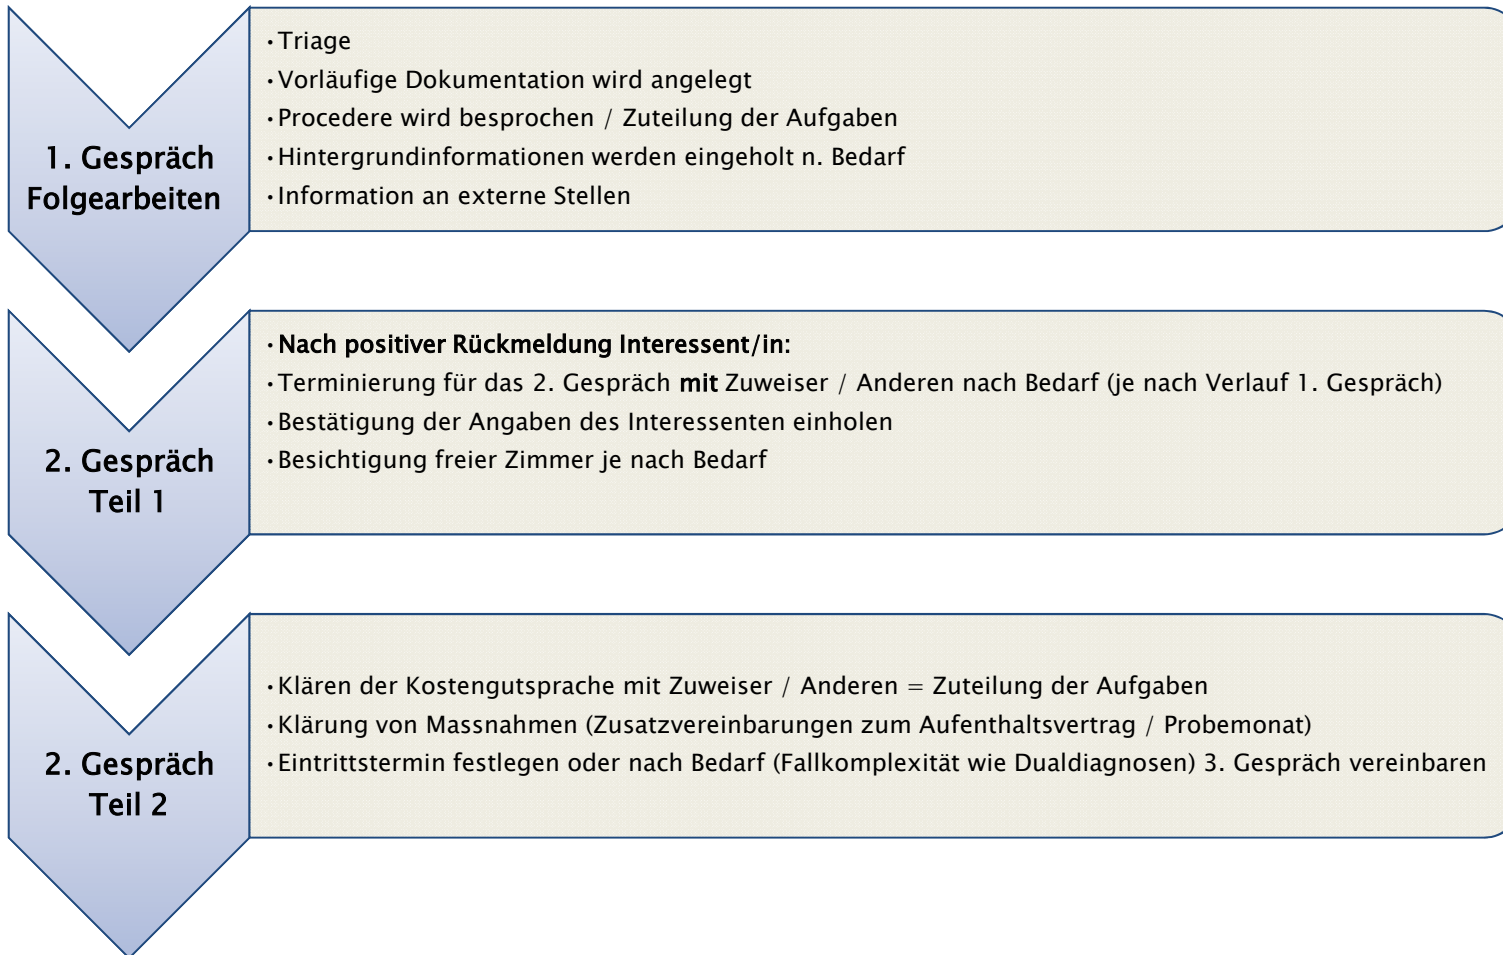 1. Gespräch
Folgearbeiten
•Triage
•Vorläufige Dokumentation wird angelegt
•Procedere wird besprochen / Zuteilung der Aufgaben
•Hintergrundinformationen werden eingeholt n. Bedarf
•Information an externe Stellen
2. Gespräch
Teil 1
•Nach positiver Rückmeldung Interessent/in:
•Terminierung für das 2. Gespräch mit Zuweiser / Anderen nach Bedarf (je nach Verlauf 1. Gespräch)
•Bestätigung der Angaben des Interessenten einholen
•Besichtigung freier Zimmer je nach Bedarf
2. Gespräch
Teil 2
•Klären der Kostengutsprache mit Zuweiser / Anderen = Zuteilung der Aufgaben
•Klärung von Massnahmen (Zusatzvereinbarungen zum Aufenthaltsvertrag / Probemonat)
•Eintrittstermin festlegen oder nach Bedarf (Fallkomplexität wie Dualdiagnosen) 3. Gespräch vereinbaren